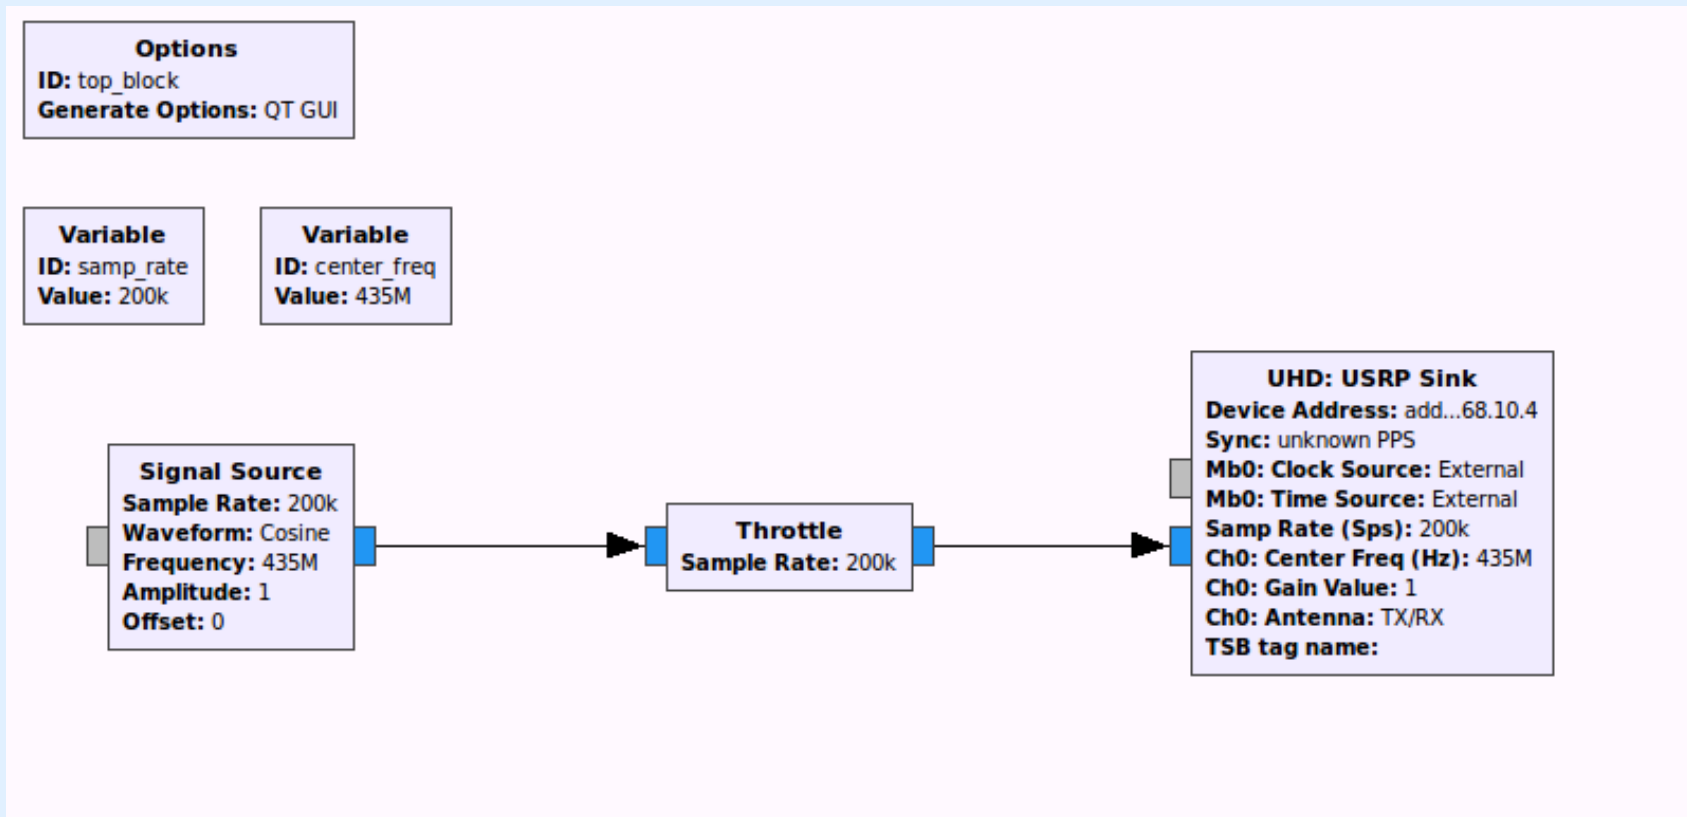 Options
ID: top_block
Generate Options: QT GUI
Variable
ID: samp_rate
Value: 200k
Variable
ID: center_freq
Value: 435M
Signal Source
Sample Rate: 200k
Waveform: Cosine
Frequency: 435M
Amplitude: 1
Offset: 0
Throttle
Sample Rate: 200k
UHD: USRP Sink
Device Address: add...68.10.4
Sync: unknown PPS
Mb0: Clock Source: External
Mb0: Time Source: External
Samp Rate (Sps): 200k
Ch0: Center Freq (Hz): 435M
Ch0: Gain Value: 1
Ch0: Antenna: TX/RX
TSB tag name: